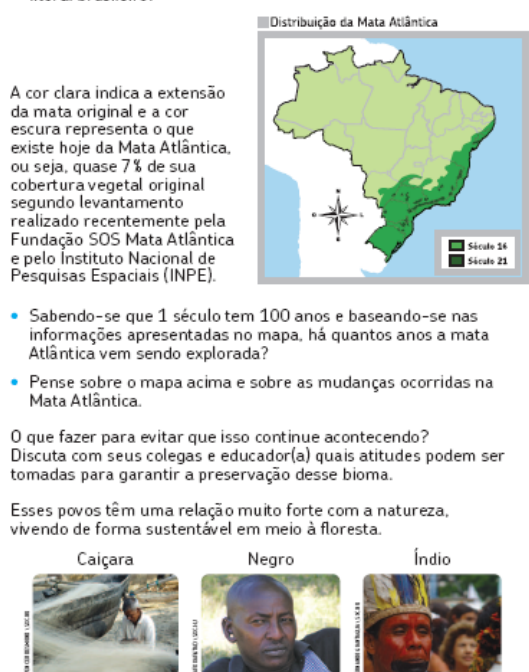 Distribuição da Mata Atlântica
A cor clara indica a extensão
da mata original e a cor
escura representa o que
existe hoje da Mata Atlântica,
ou seja, quase 7% de sua
cobertura vegetal original
segundo levantamento
realizado recentemente pela
Fundação SOS Mata Atlântica
e pelo Instituto Nacional de
Pesquisas Espaciais (INPE).
N
L
S
Século 16
Século 21
• Sabendo-se que 1 século tem 100 anos e baseando-se nas
informações apresentadas no mapa, há quantos anos a mata
Atlântica vem sendo explorada?
• Pense sobre o mapa acima e sobre as mudanças ocorridas na
Mata Atlântica.
O que fazer para evitar que isso continue acontecendo?
Discuta com seus colegas e educador(a) quais atitudes podem ser
tomadas para garantir a preservação desse bioma.
Esses povos têm uma relação muito forte com a natureza,
vivendo de forma sustentável em meio à floresta.
Caiçara
Negro
Índio